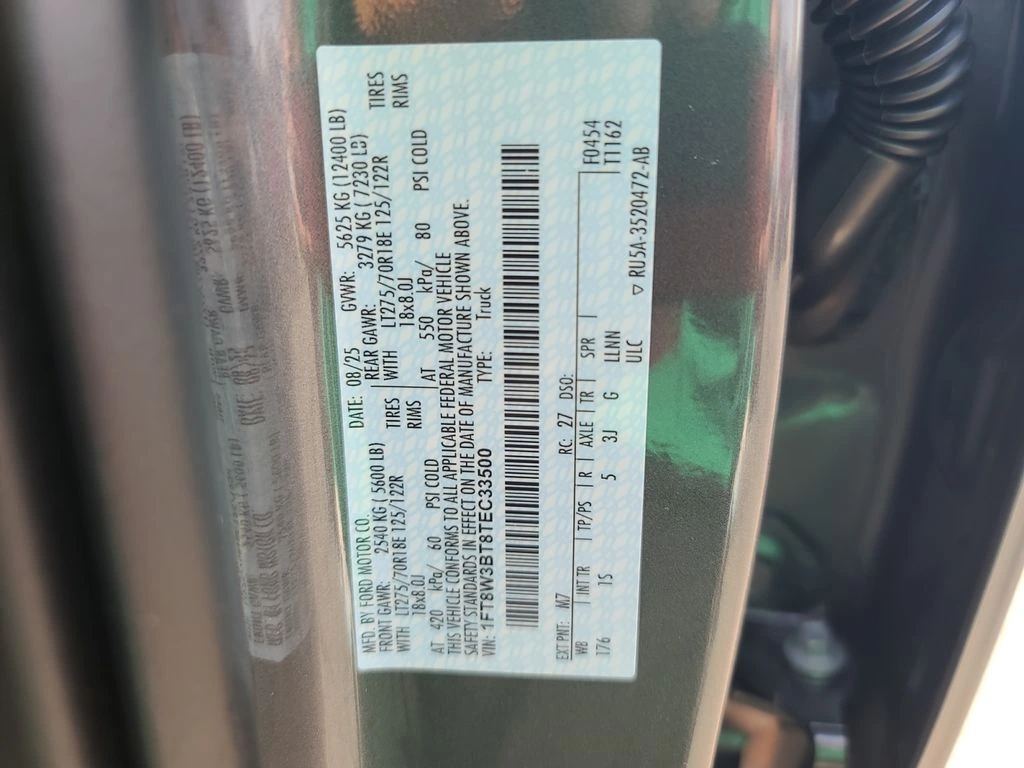 MFD. BY. FORD MOTOR CO.
DATE: 08/25 GVWR: 5625 KG (12400 LB)
FRONT GAWR: 2540 KG ( 5600 LB) REAR GAWR: 3279 KG ( 7230 LB)
WITH LT275/70R18E 125/122R TIRES WITH LT275/70R18E 125/122R TIRES
18x8.0J RIMS 18x8.0J RIMS
AT 420 kPa/ 60 PSI COLD AT 550 kPa/ 80 PSI COLD
THIS VEHICLE CONFORMS TO ALL APPLICABLE FEDERAL MOTOR VEHICLE
SAFETY STANDARDS IN EFFECT ON THE DATE OF MANUFACTURE SHOWN ABOVE.
VIN: 1FT8W3BT8TEC33500 TYPE: Truck
EXT PNT: M7 RC: 27 DSO: F0454
WB INT TR TP/PS R AXLE TR SPR T1162
176 1S 5 3J G LLNN
ULC
▽ RU5A-3520472-AB